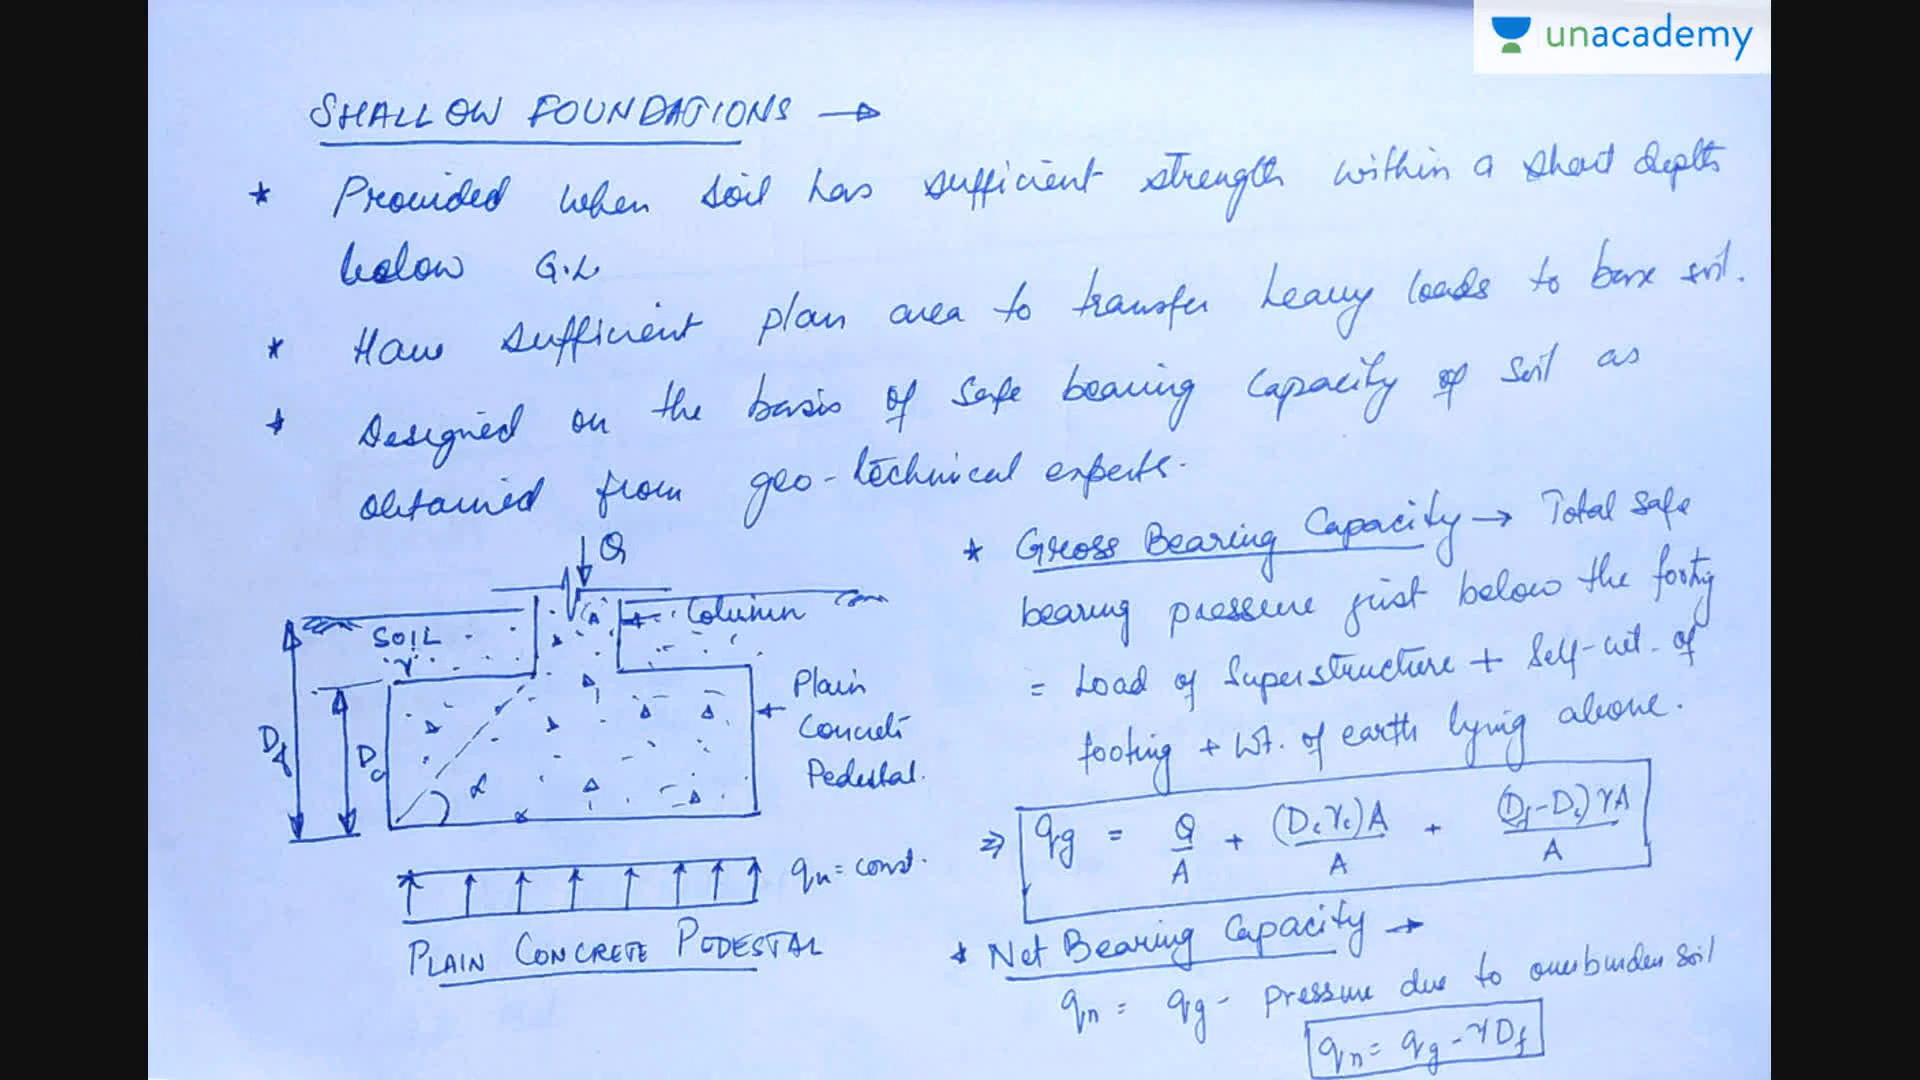 unacademy
SHALLOW FOUNDATIONS →
* Provided when soil has sufficient strength within a short depth
below G.L
* Have sufficient plan area to transfer heavy loads to base soil.
* Designed on the basis of safe bearing capacity of soil as
obtained from geo-technical experts.
Q
Column
SOIL
γ
Plain
Concrete
Pedestal.
Df
Dc
α
qn = const.
PLAIN CONCRETE PEDESTAL
* Gross Bearing Capacity → Total safe
bearing pressure just below the footing
= Load of Superstructure + Self-wt. of
footing + wt. of earth lying above.
⇒ qg = Q/A + (Dcγc)A/A + (Df-Dc)γA/A
* Net Bearing Capacity →
qn = qg - Pressure due to overburden soil
qn = qg - γDf